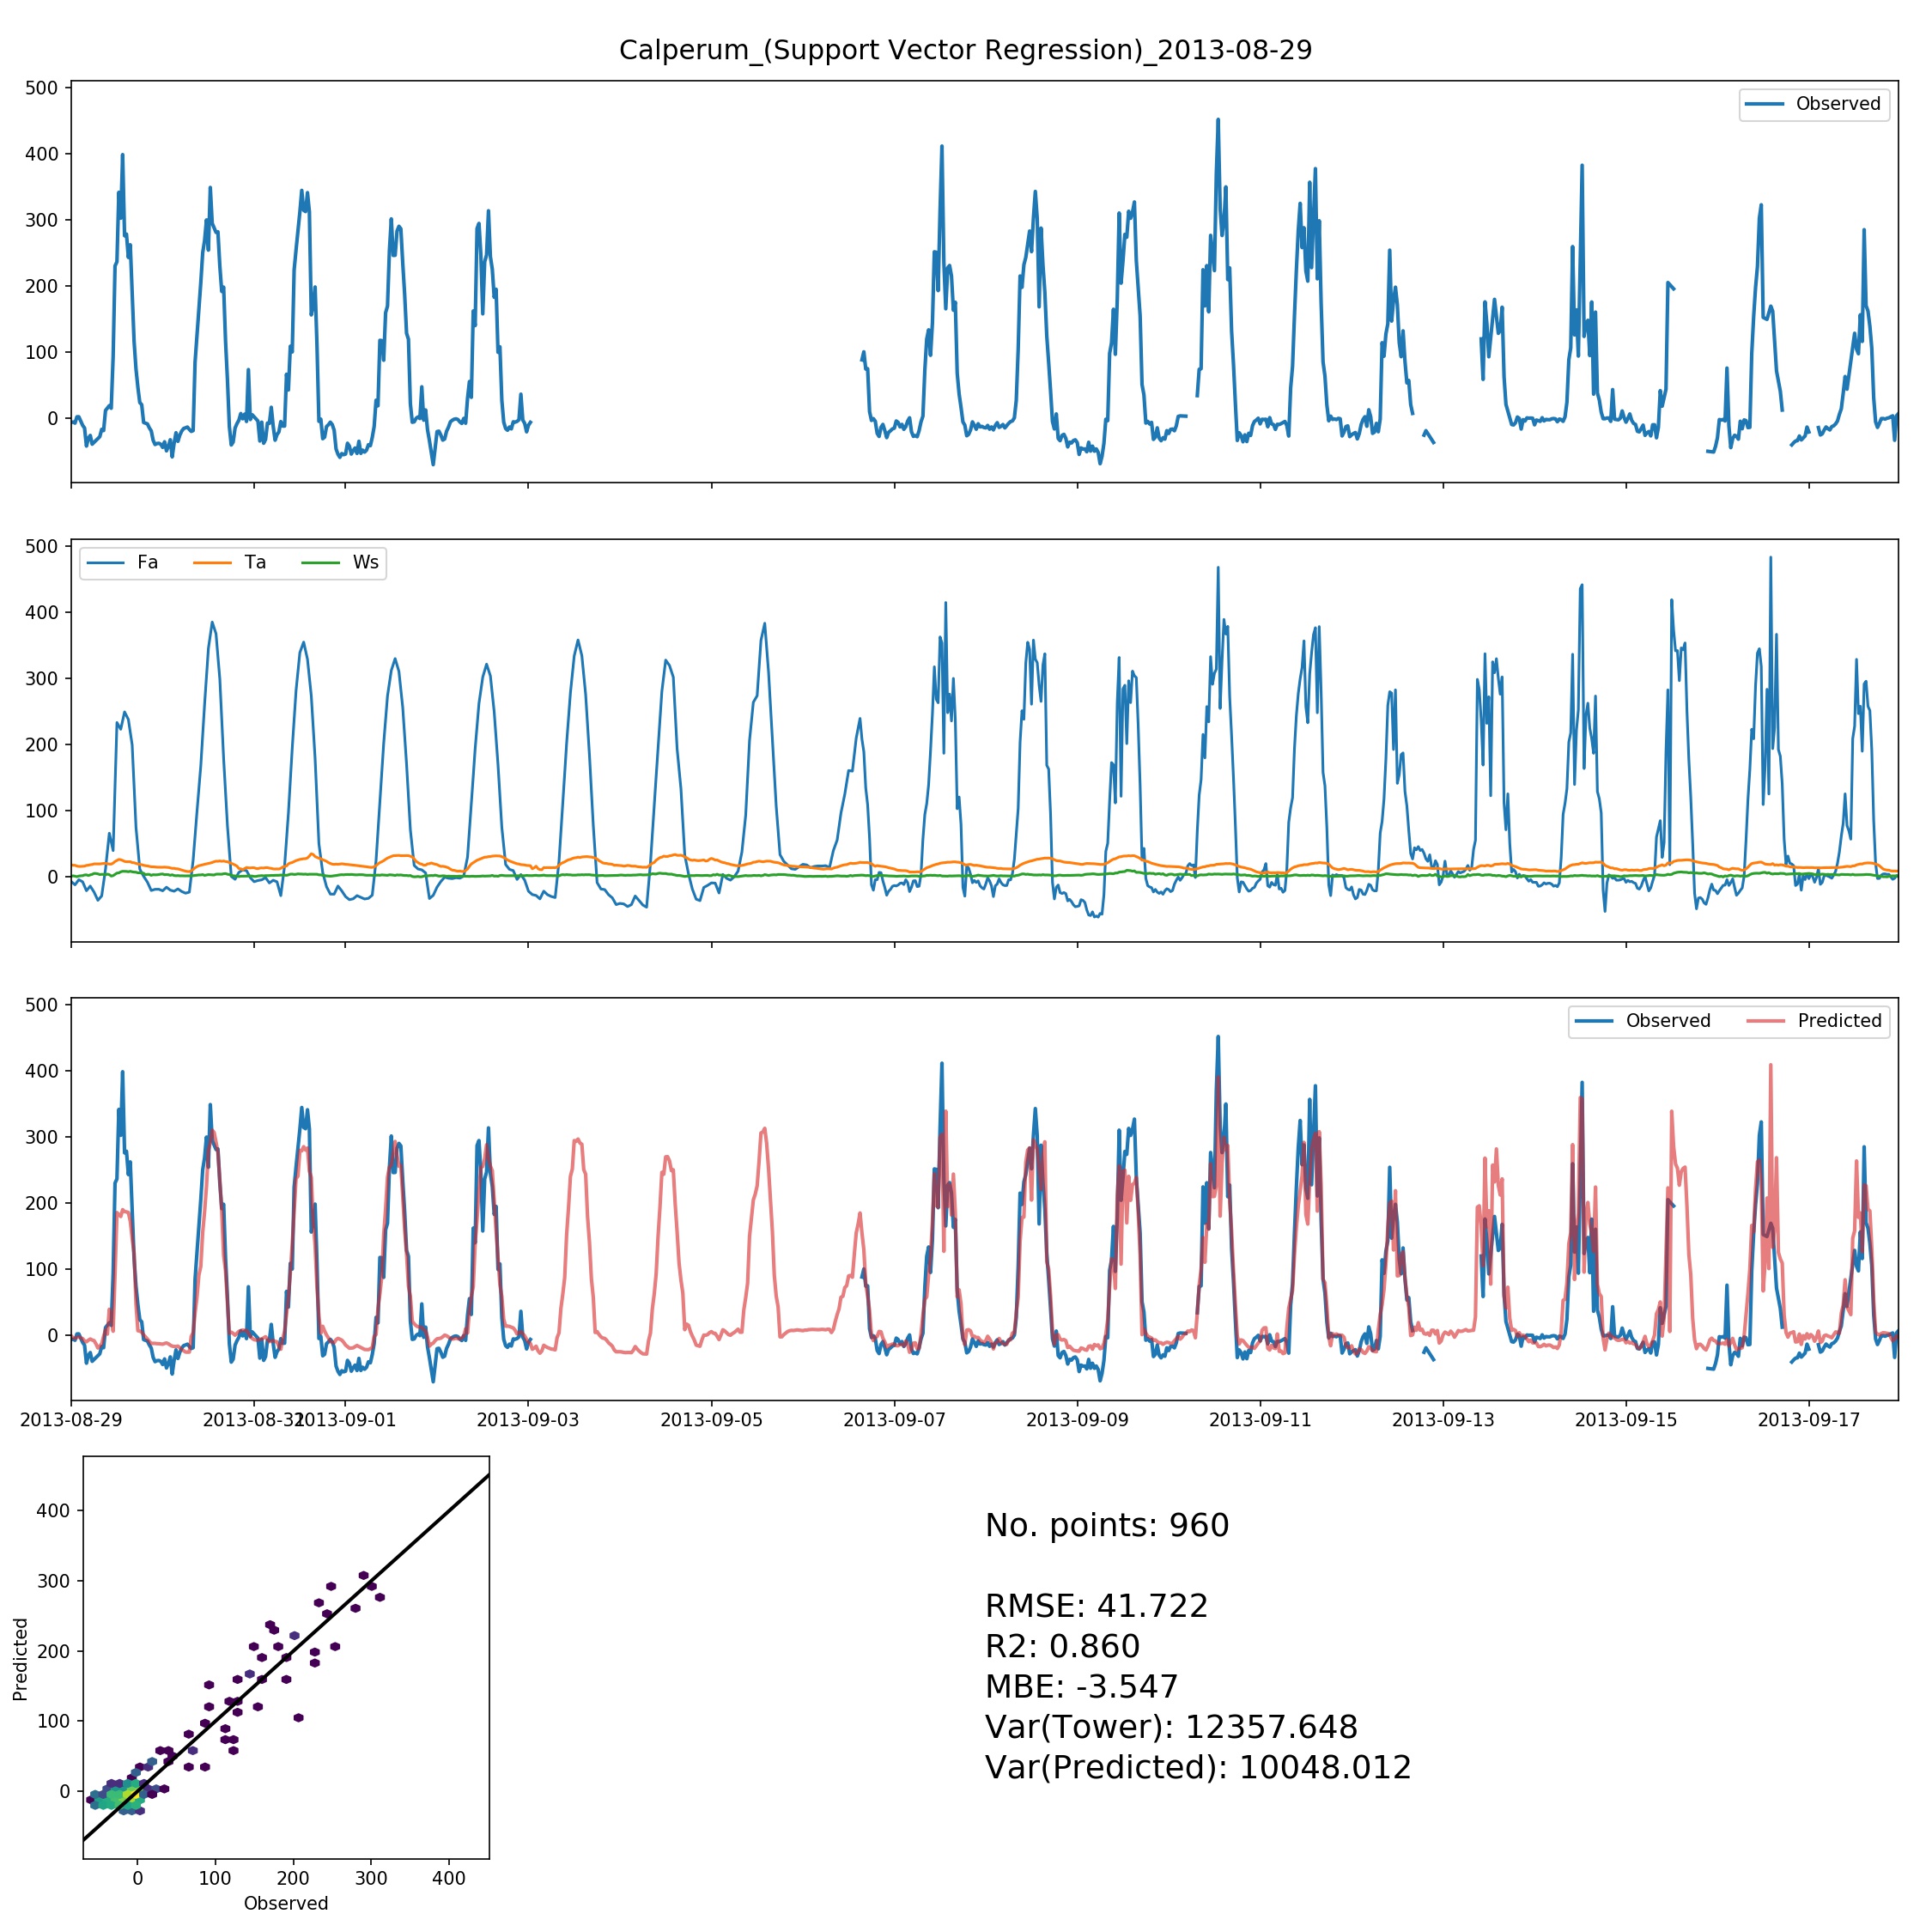 Calperum_(Support Vector Regression)_2013-08-29
500
400
300
200
100
0
Observed
500
400
300
200
100
0
Fa Ta Ws
500
400
300
200
100
0
Observed Predicted
2013-08-29 2013-08-31 2013-09-01 2013-09-03 2013-09-05 2013-09-07 2013-09-09 2013-09-11 2013-09-13 2013-09-15 2013-09-17
400
300
200
100
0
Predicted
0 100 200 300 400
Observed
No. points: 960
RMSE: 41.722
R2: 0.860
MBE: -3.547
Var(Tower): 12357.648
Var(Predicted): 10048.012